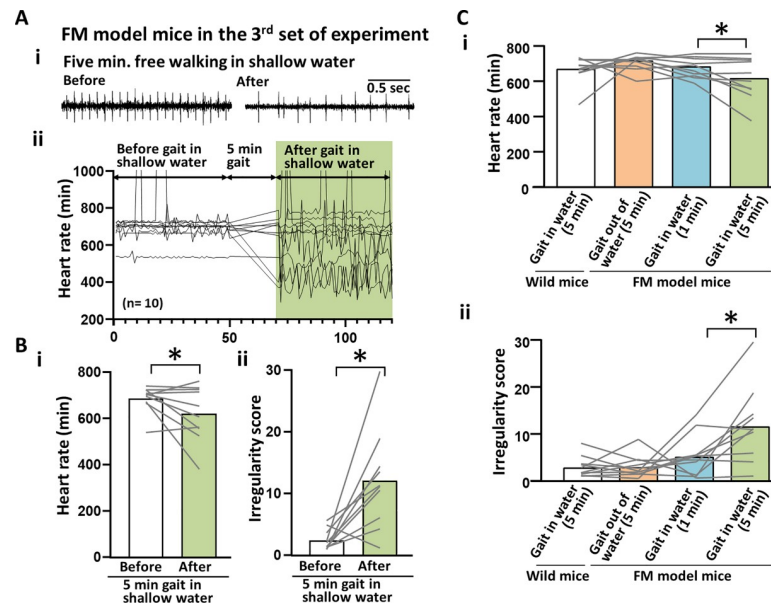 A
FM model mice in the 3rd set of experiment
i
Five min. free walking in shallow water
Before
After
0.5 sec
ii
Before gait in
shallow water
5 min
gait
After gait in
shallow water
Heart rate (min)
1000
800
600
400
200
(n= 10)
0
50
100
B
i
*
Heart rate (min)
800
600
400
200
0
Before
After
5 min gait in
shallow water
ii
*
Irregularity score
30
20
10
0
Before
After
5 min gait in
shallow water
C
i
*
Heart rate (min)
800
600
400
200
0
Gait in water
(5 min)
Gait out of
water (5 min)
Gait in water
(1 min)
Gait in water
(5 min)
Wild mice
FM model mice
ii
*
Irregularity score
30
20
10
0
Gait in water
(5 min)
Gait out of
water (5 min)
Gait in water
(1 min)
Gait in water
(5 min)
Wild mice
FM model mice